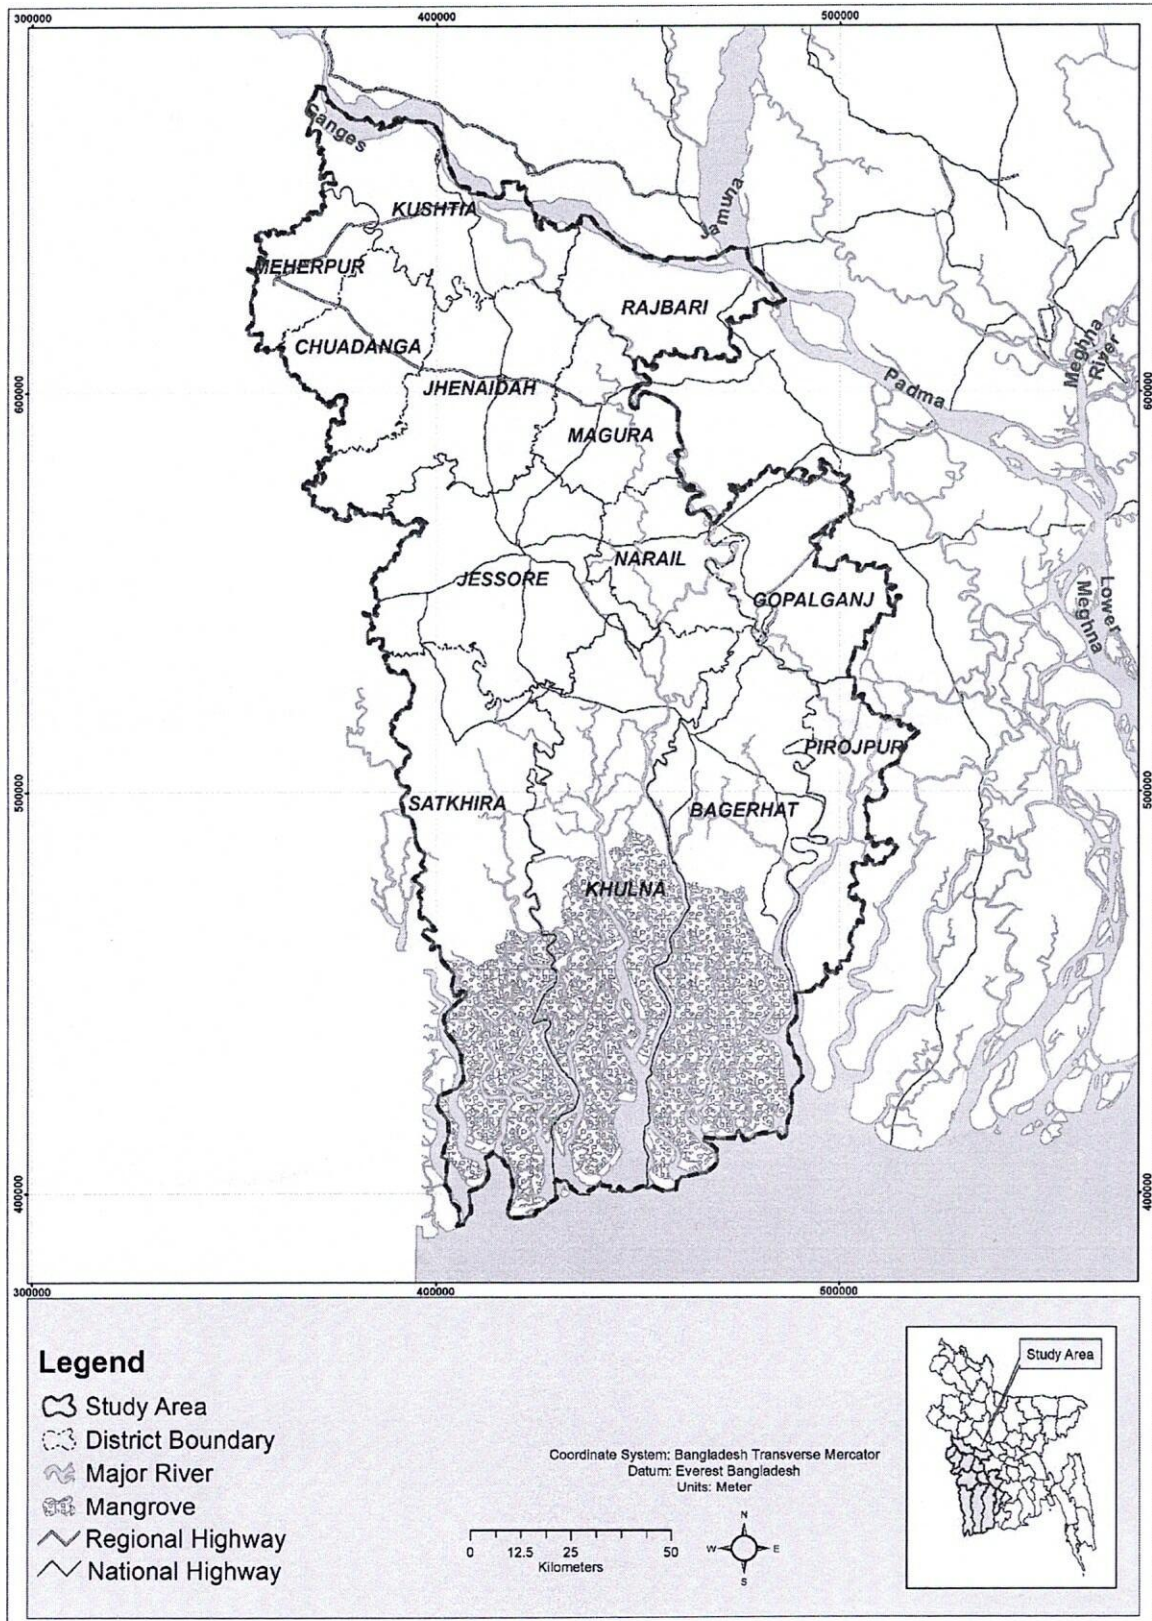 300000
400000
500000
Ganges
KUSHTIA
Jamuna
MEHERPUR
RAJBARI
CHUADANGA
Meghna
River
JHENAIDAH
Padma
600000
600000
MAGURA
NARAIL
JESSORE
GOPALGANJ
Lower
Meghna
PIROJPUR
500000
500000
SATKHIRA
BAGERHAT
KHULNA
400000
400000
300000
400000
500000
Legend
Study Area
District Boundary
Major River
Mangrove
Regional Highway
National Highway
Coordinate System: Bangladesh Transverse Mercator
Datum: Everest Bangladesh
Units: Meter
0 12.5 25 50
Kilometers
N
W E
S
Study Area